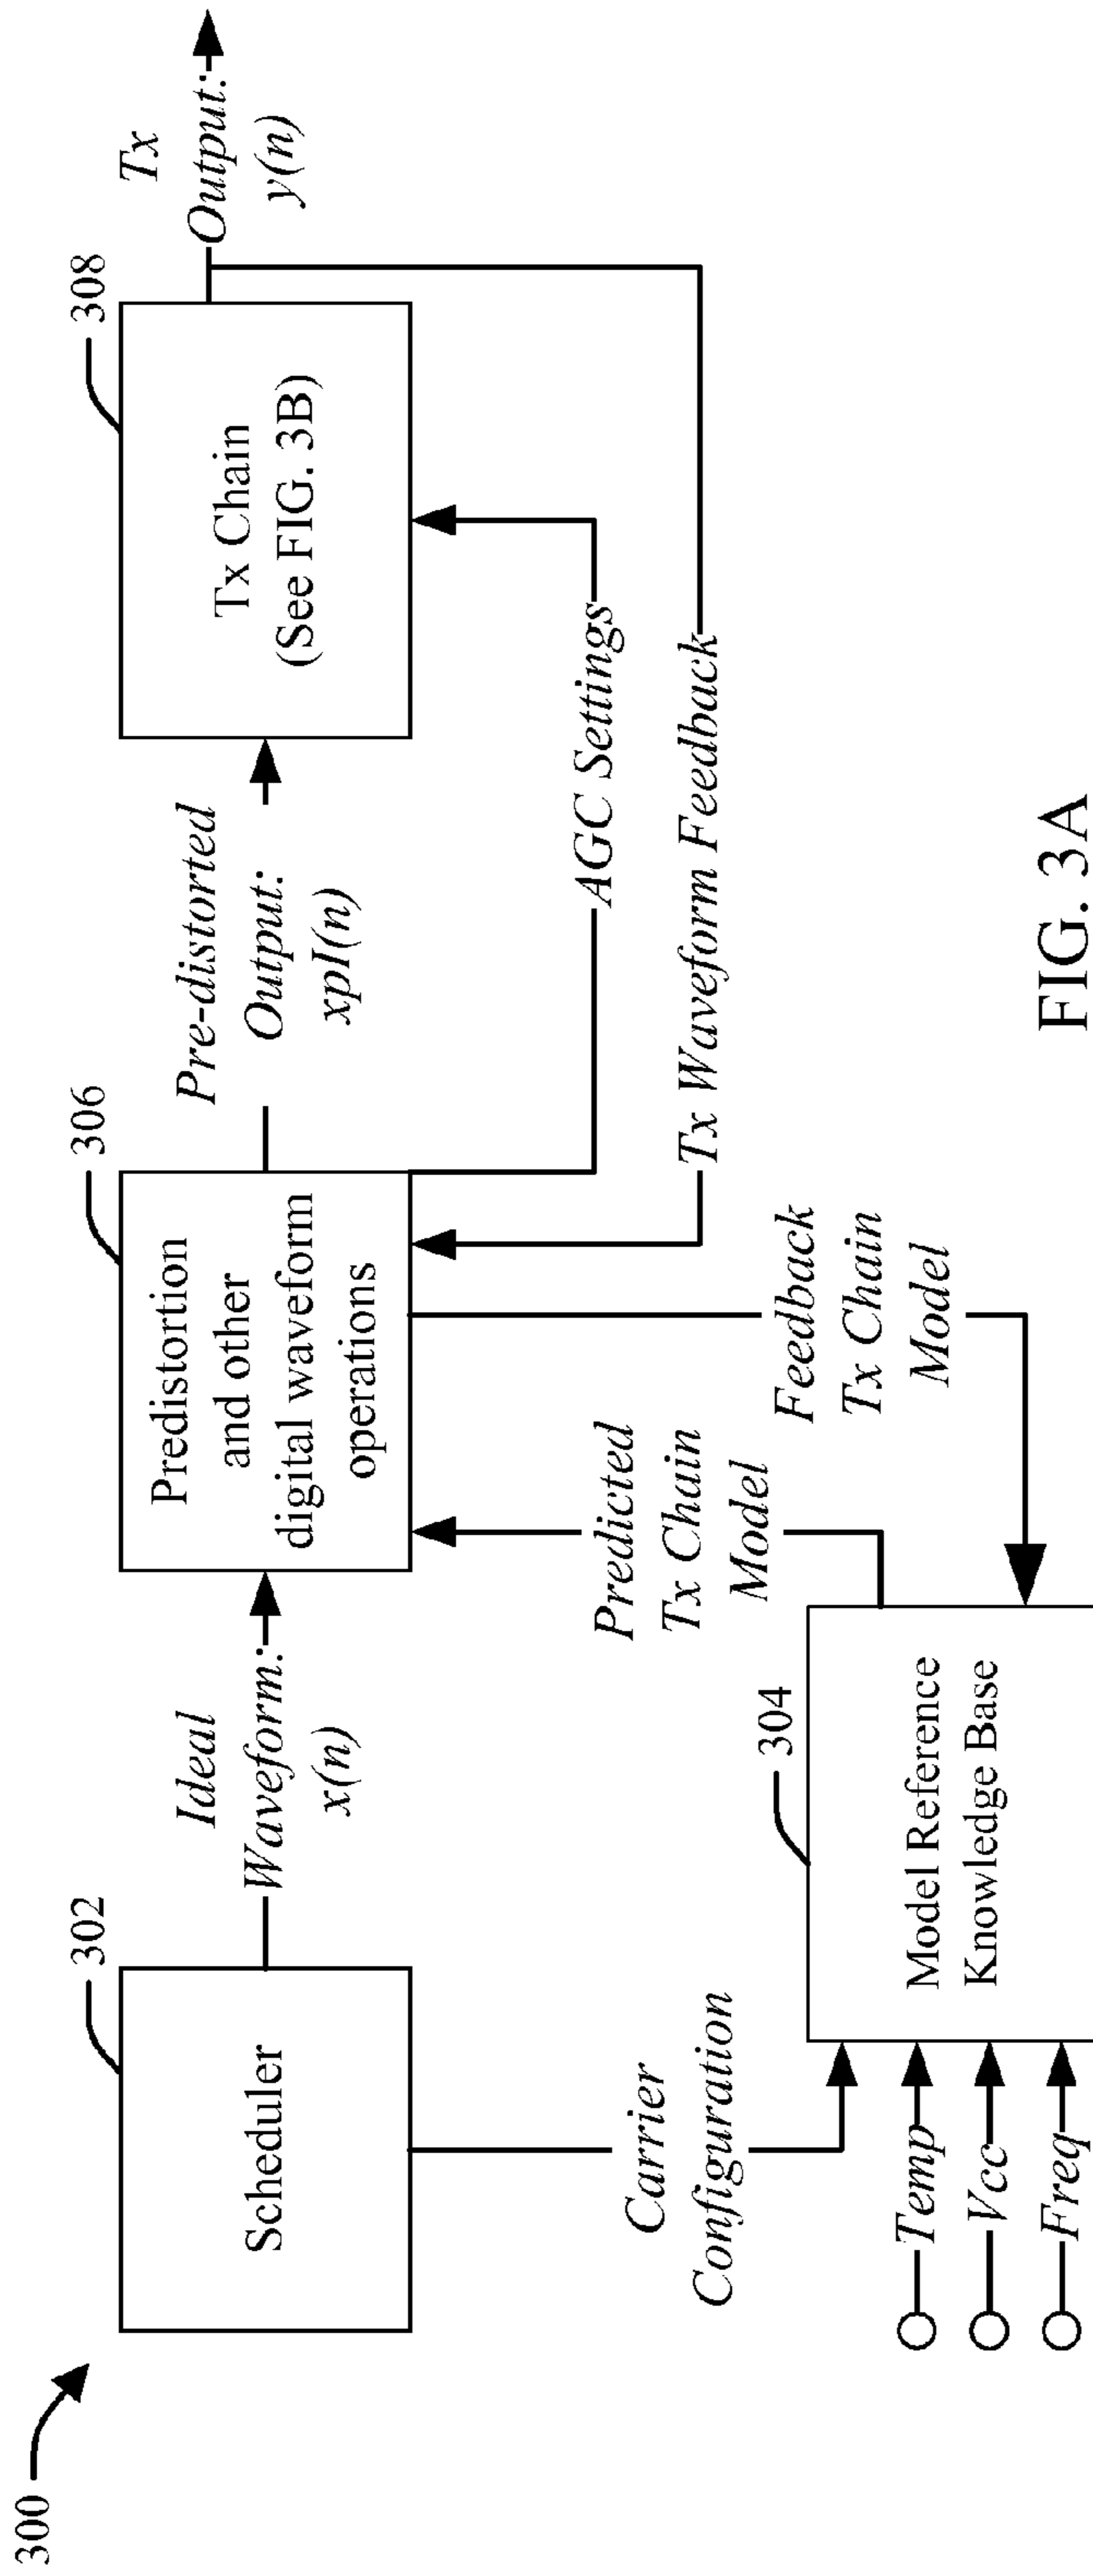 300
302
Scheduler
Ideal
Waveform:
x(n)
306
Predistortion
and other
digital waveform
operations
Pre-distorted
Output:
xpI(n)
308
Tx Chain
(See FIG. 3B)
Tx
Output:
y(n)
AGC Settings
Tx Waveform Feedback
Carrier
Configuration
Predicted
Tx Chain
Model
Feedback
Tx Chain
Model
304
Model Reference
Knowledge Base
Temp
Vcc
Freq
FIG. 3A